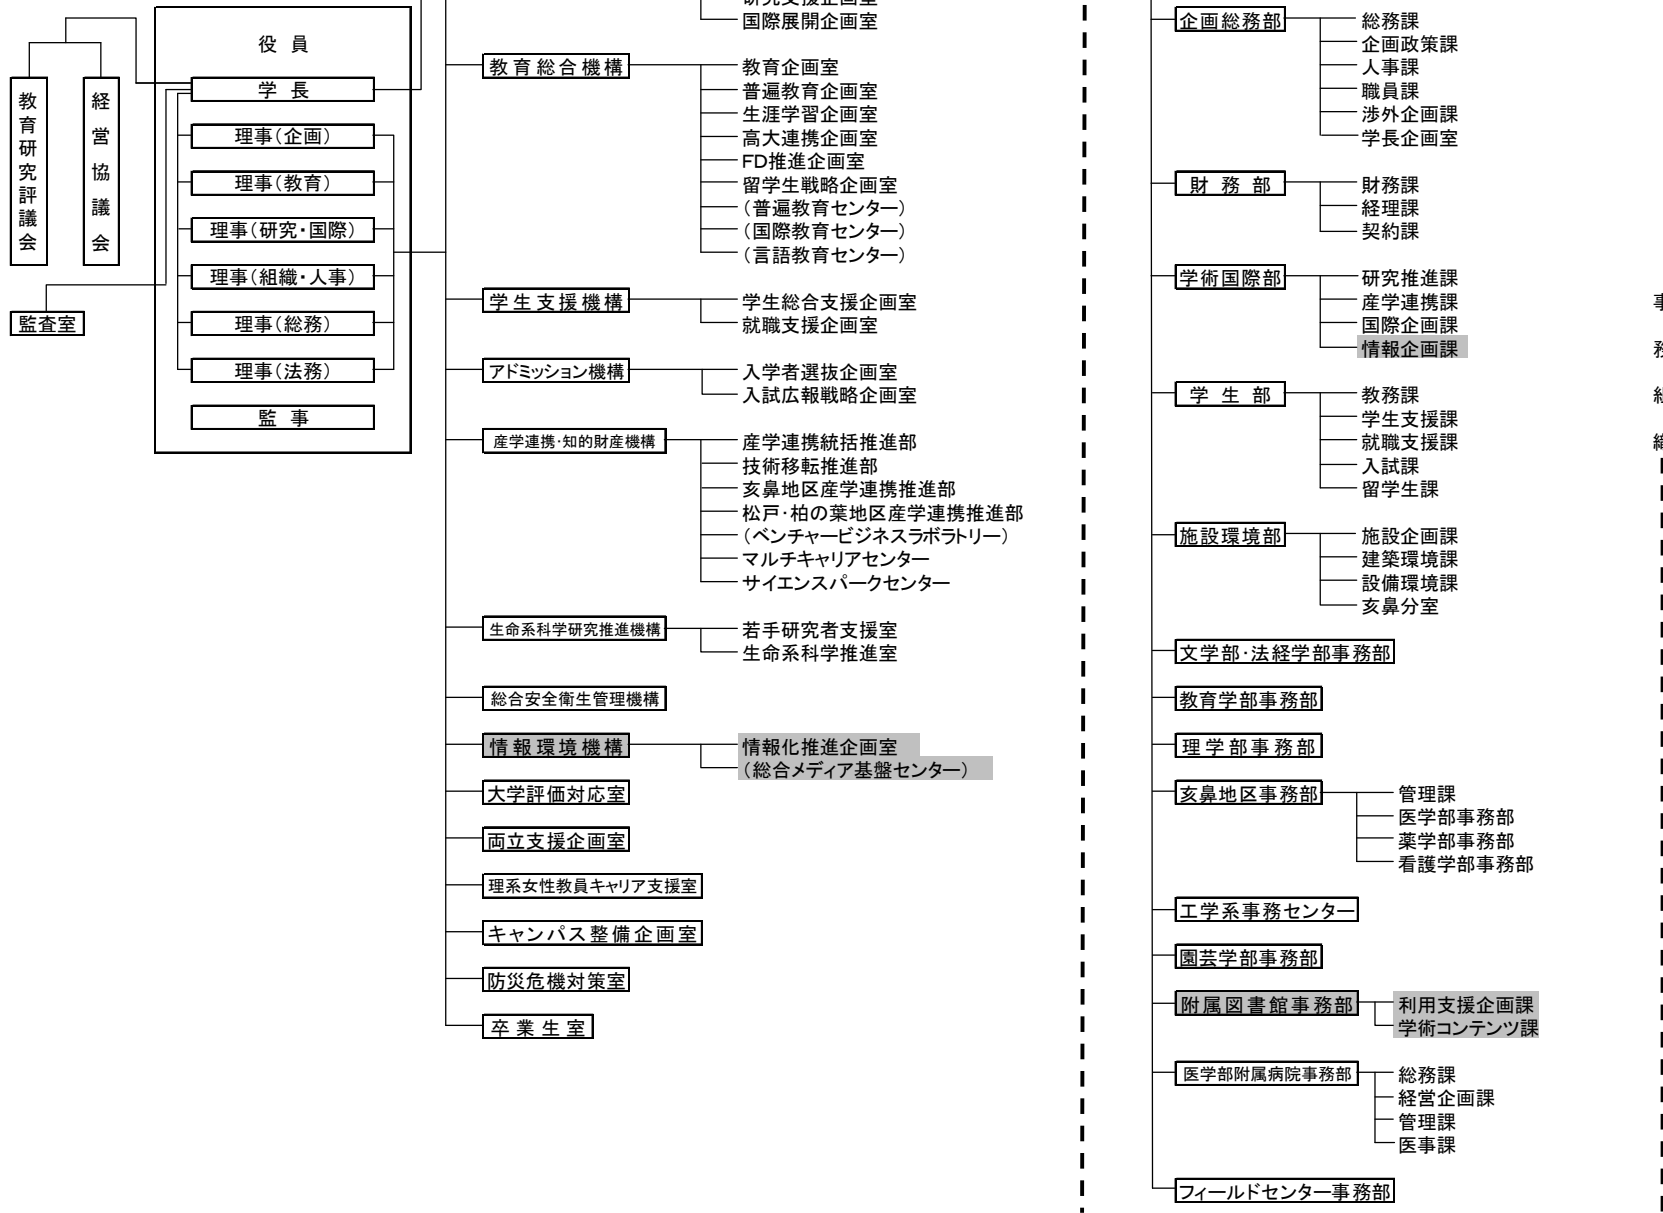 国際展開企画室
役員
学長
理事(企画)
理事(教育)
理事(研究・国際)
理事(組織・人事)
理事(総務)
理事(法務)
監事
教育研究評議会
経営協議会
監査室
教育総合機構
教育企画室
普遍教育企画室
生涯学習企画室
高大連携企画室
FD推進企画室
留学生戦略企画室
(普遍教育センター)
(国際教育センター)
(言語教育センター)
学生支援機構
学生総合支援企画室
就職支援企画室
アドミッション機構
入学者選抜企画室
入試広報戦略企画室
産学連携・知的財産機構
産学連携統括推進部
技術移転推進部
亥鼻地区産学連携推進部
松戸・柏の葉地区産学連携推進部
(ベンチャービジネスラボラトリー)
マルチキャリアセンター
サイエンスパークセンター
生命系科学研究推進機構
若手研究者支援室
生命系科学推進室
総合安全衛生管理機構
情報環境機構
情報化推進企画室
(総合メディア基盤センター)
大学評価対応室
両立支援企画室
理系女性教員キャリア支援室
キャンパス整備企画室
防災危機対策室
卒業生室
企画総務部
総務課
企画政策課
人事課
職員課
渉外企画課
学長企画室
財務部
財務課
経理課
契約課
学術国際部
研究推進課
産学連携課
国際企画課
情報企画課
学生部
教務課
学生支援課
就職支援課
入試課
留学生課
施設環境部
施設企画課
建築環境課
設備環境課
亥鼻分室
文学部・法経学部事務部
教育学部事務部
理学部事務部
亥鼻地区事務部
管理課
医学部事務部
薬学部事務部
看護学部事務部
工学系事務センター
園芸学部事務部
附属図書館事務部
利用支援企画課
学術コンテンツ課
医学部附属病院事務部
総務課
経営企画課
管理課
医事課
フィールドセンター事務部